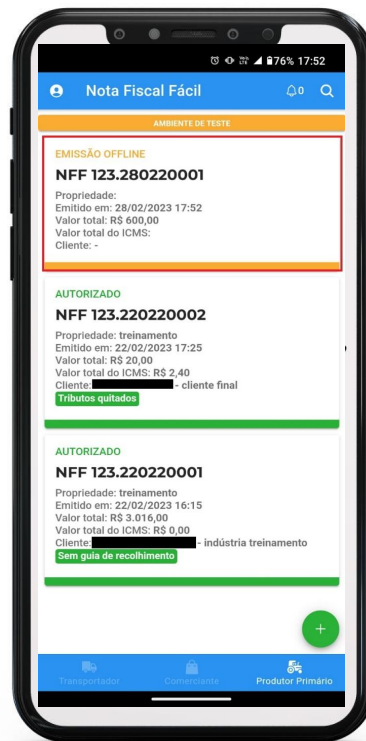 76% 17:52
Nota Fiscal Fácil
0
AMBIENTE DE TESTE
EMISSÃO OFFLINE
NFF 123.280220001
Propriedade:
Emitido em: 28/02/2023 17:52
Valor total: R$ 600,00
Valor total do ICMS:
Cliente: -
AUTORIZADO
NFF 123.220220002
Propriedade: treinamento
Emitido em: 22/02/2023 17:25
Valor total: R$ 20,00
Valor total do ICMS: R$ 2,40
Cliente: - cliente final
Tributos quitados
AUTORIZADO
NFF 123.220220001
Propriedade: treinamento
Emitido em: 22/02/2023 16:15
Valor total: R$ 3.016,00
Valor total do ICMS: R$ 0,00
Cliente: - indústria treinamento
Sem guia de recolhimento
+
Transportador Comerciante Produtor Primário